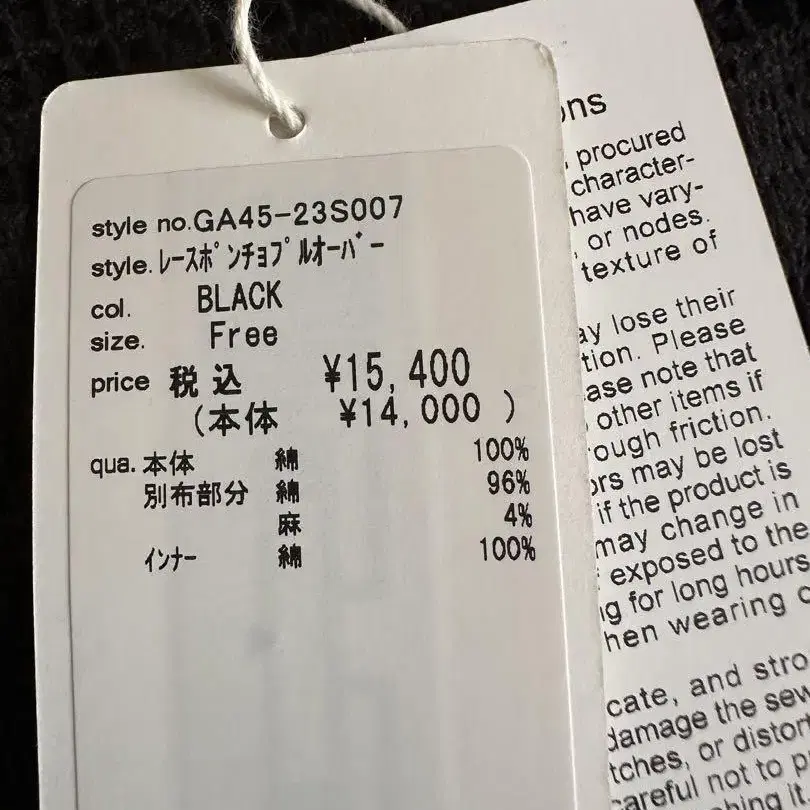 style no.GA45-23S007
style.レースポンチョプルオーバー
col. BLACK
size. Free
price 税込 ¥15,400
(本体 ¥14,000 )
qua. 本体 綿 100%
別布部分 綿 96%
麻 4%
インナー 綿 100%
procured
character-
have vary-
, or nodes.
texture of
lose their
tion. Please
ase note that
other items if
ough friction.
ors may be lost
if the product is
may change in
exposed to the
for long hours
hen wearing
cate, and stro
damage the sew
tches, or distort
careful not to